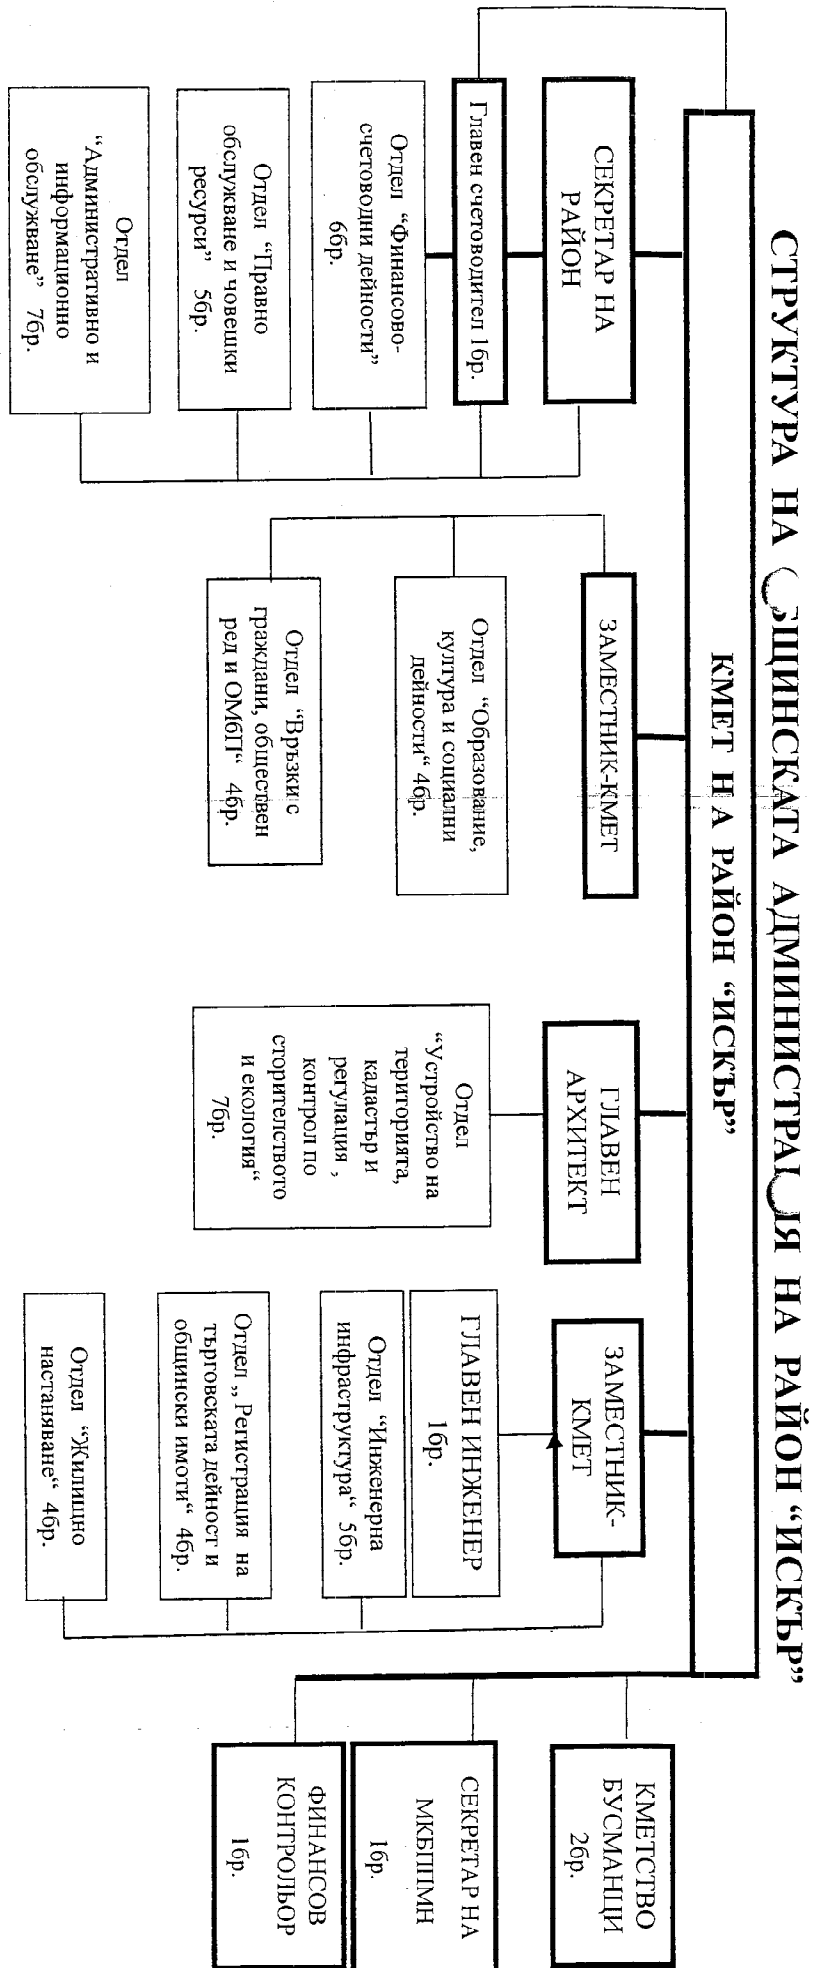 СТРУКТУРА НА ОБЩИНСКАТА АДМИНИСТРАЦИЯ НА РАЙОН “ИСКЪР”
КМЕТ НА РАЙОН “ИСКЪР”
СЕКРЕТАР НА
РАЙОН
Главен счетоводител 1бр.
Отдел “Финансово-
счетоводни дейности”
6бр.
Отдел “Правно
обслужване и човешки
ресурси” 5бр.
Отдел
“Административно и
информационно
обслужване” 7бр.
ЗАМЕСТНИК-КМЕТ
Отдел “Образование,
култура и социални
дейности“ 4бр.
Отдел “Връзки с
граждани, обществен
ред и ОМбП“ 4бр.
ГЛАВЕН
АРХИТЕКТ
Отдел
“Устройство на
територията,
кадастър и
регулация ,
контрол по
сторителството
и екология“
7бр.
ЗАМЕСТНИК-
КМЕТ
ГЛАВЕН ИНЖЕНЕР
1бр.
Отдел “Инженерна
инфраструктура“ 5бр.
Отдел „ Регистрация на
търговската дейност и
общински имоти“ 4бр.
Отдел “Жилищно
настаняване“ 4бр.
КМЕТСТВО
БУСМАНЦИ
2бр.
СЕКРЕТАР НА
МКБППМН
1бр.
ФИНАНСОВ
КОНТРОЛЬОР
1бр.